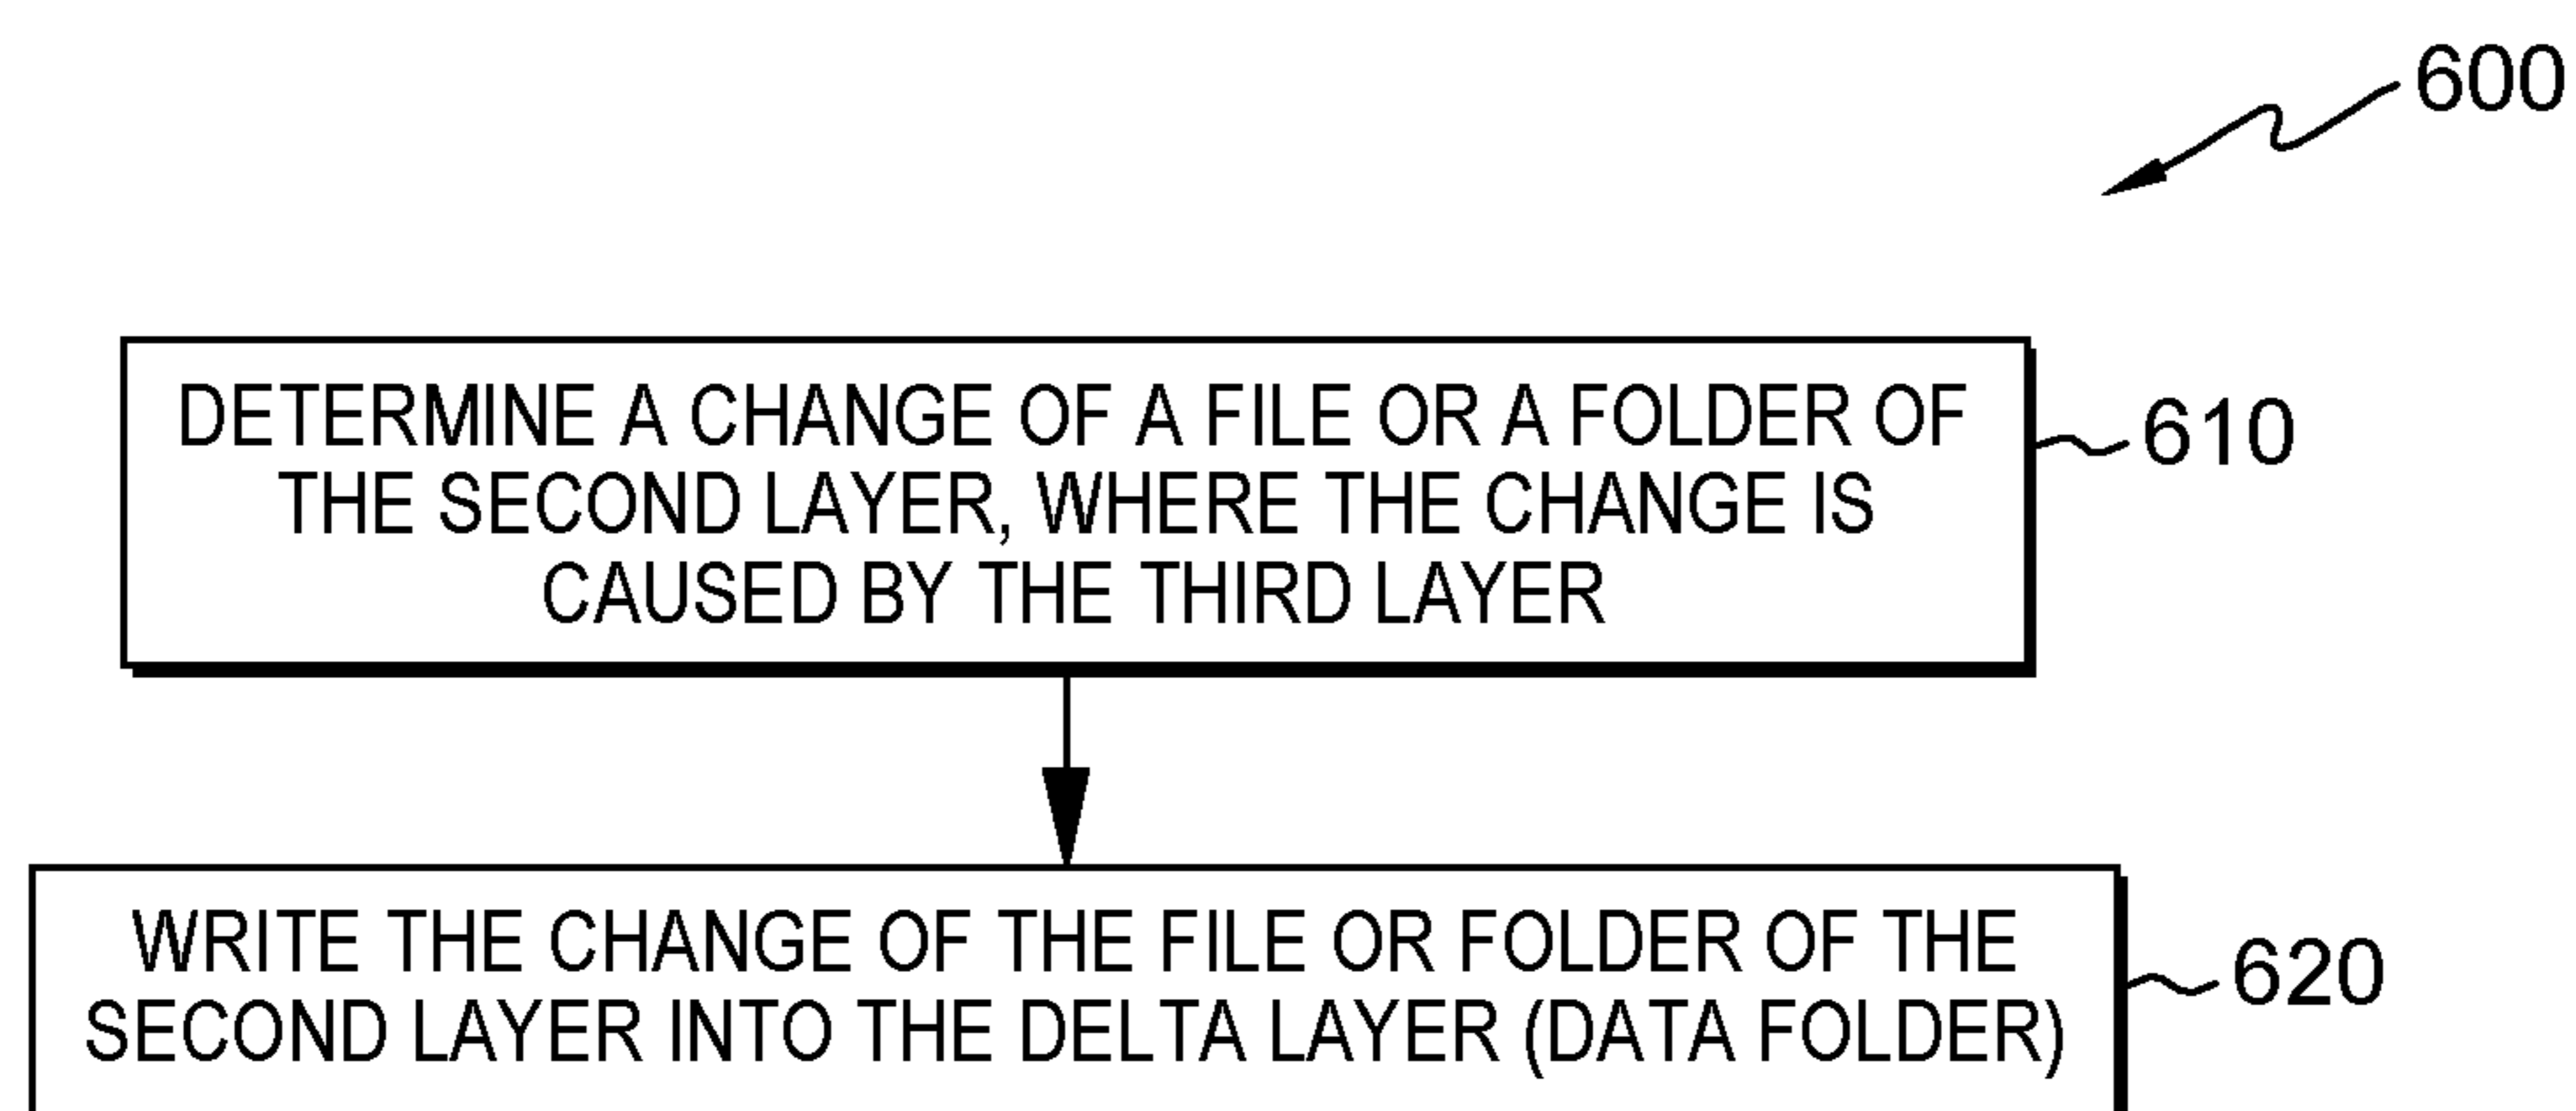 600
DETERMINE A CHANGE OF A FILE OR A FOLDER OF
THE SECOND LAYER, WHERE THE CHANGE IS
CAUSED BY THE THIRD LAYER
610
WRITE THE CHANGE OF THE FILE OR FOLDER OF THE
SECOND LAYER INTO THE DELTA LAYER (DATA FOLDER)
620